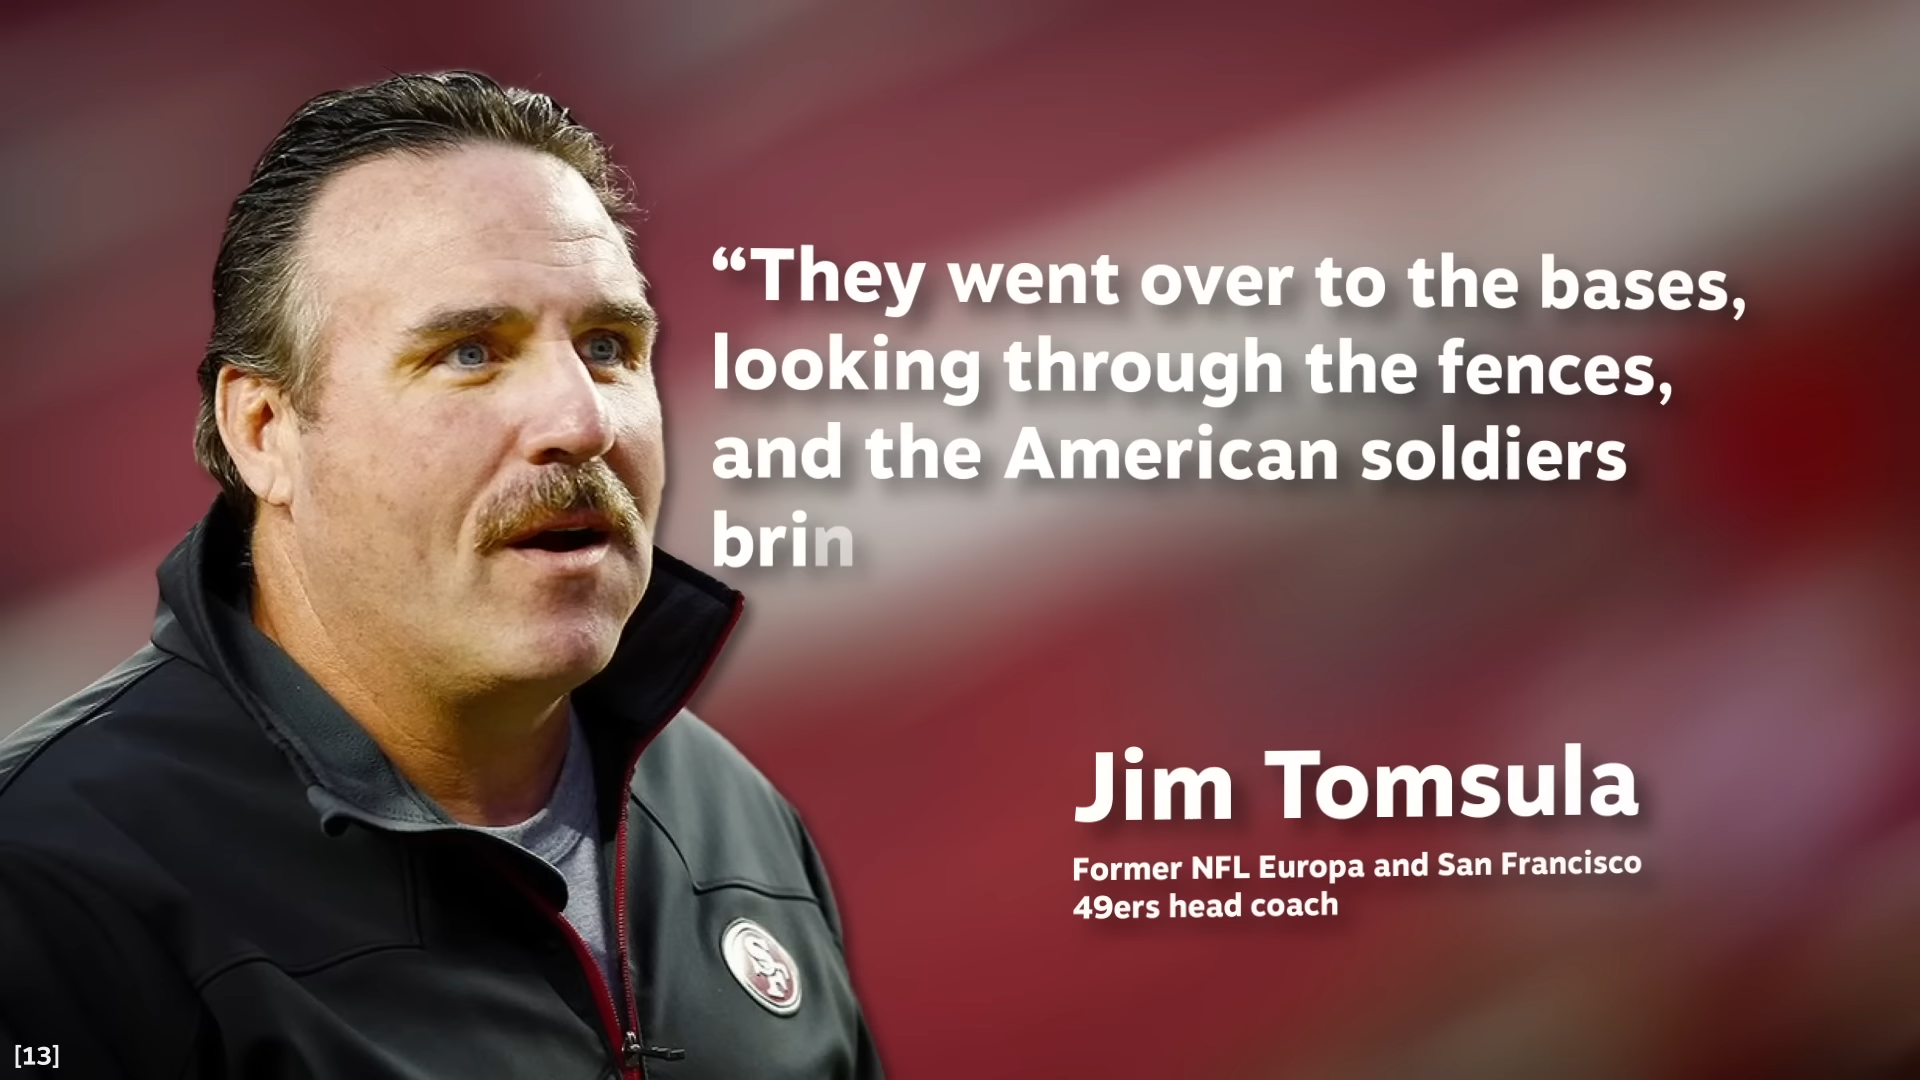 “They went over to the bases,
looking through the fences,
and the American soldiers
brin
Jim Tomsula
Former NFL Europa and San Francisco
49ers head coach
SF
[13]